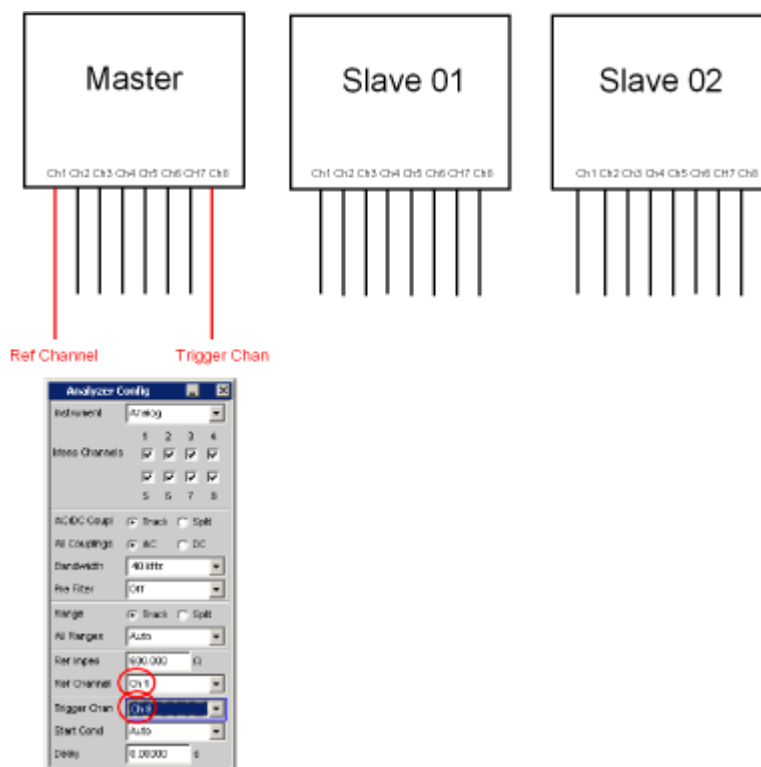 Master
Slave 01
Slave 02
Ch1 Ch2 Ch3 Ch4 Ch5 Ch6 CH7 Ch8
Ch1 Ch2 Ch3 Ch4 Ch5 Ch6 CH7 Ch8
Ch1 Ch2 Ch3 Ch4 Ch5 Ch6 CH7 Ch8
Ref Channel
Trigger Chan
Analyzer Config
Instrument Analog
1 2 3 4
Channels
5 6 7 8
AC/DC Coupl Track Split
All Couplings AC DC
Bandwidth 40 kHz
Pre Filter Off
Range Track Split
All Ranges Auto
Ref Imped 600.000 Ω
Ref Channel Ch 1
Trigger Chan Ch 8
Start Cond Auto
Delay 0.00000 s